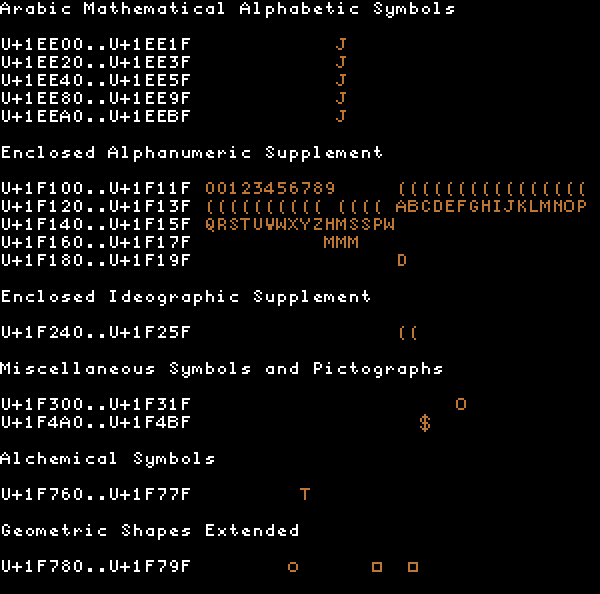 Arabic Mathematical Alphabetic Symbols
U+1EE00..U+1EE1F J
U+1EE20..U+1EE3F J
U+1EE40..U+1EE5F J
U+1EE80..U+1EE9F J
U+1EEA0..U+1EEBF J
Enclosed Alphanumeric Supplement
U+1F100..U+1F11F 00123456789 ((((((((((((((((
U+1F120..U+1F13F (((((((((( (((( ABCDEFGHIJKLMNOP
U+1F140..U+1F15F QRSTUVWXYZHMSSPW
U+1F160..U+1F17F MMM
U+1F180..U+1F19F D
Enclosed Ideographic Supplement
U+1F240..U+1F25F ((
Miscellaneous Symbols and Pictographs
U+1F300..U+1F31F O
U+1F4A0..U+1F4BF $
Alchemical Symbols
U+1F760..U+1F77F T
Geometric Shapes Extended
U+1F780..U+1F79F ○ □ □